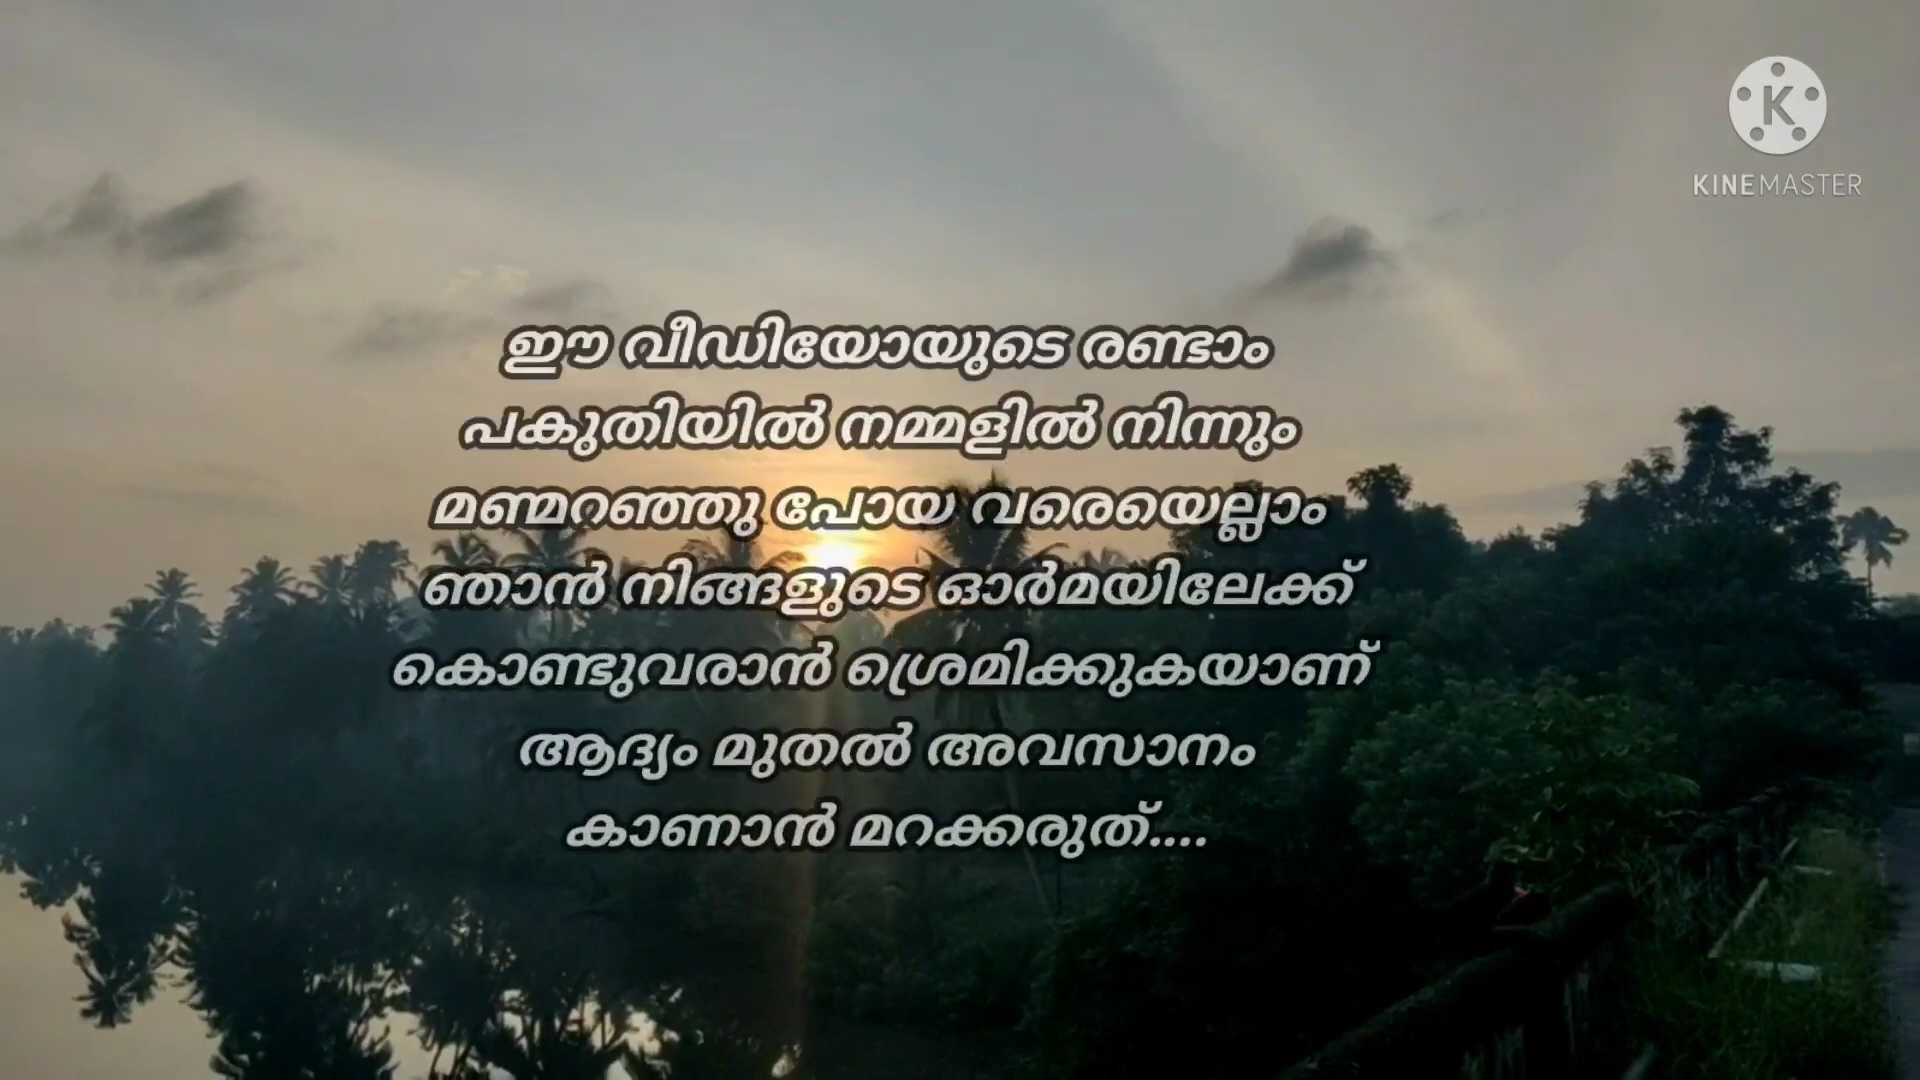 ഈ വീഡിയോയുടെ രണ്ടാം
പകുതിയിൽ നമ്മളിൽ നിന്നും
മണ്മറഞ്ഞു പോയ വരെയെല്ലാം
ഞാൻ നിങ്ങളുടെ ഓർമയിലേക്ക്
കൊണ്ടുവരാൻ ശ്രെമിക്കുകയാണ്
ആദ്യം മുതൽ അവസാനം
കാണാൻ മറക്കരുത്....
K
KINEMASTER